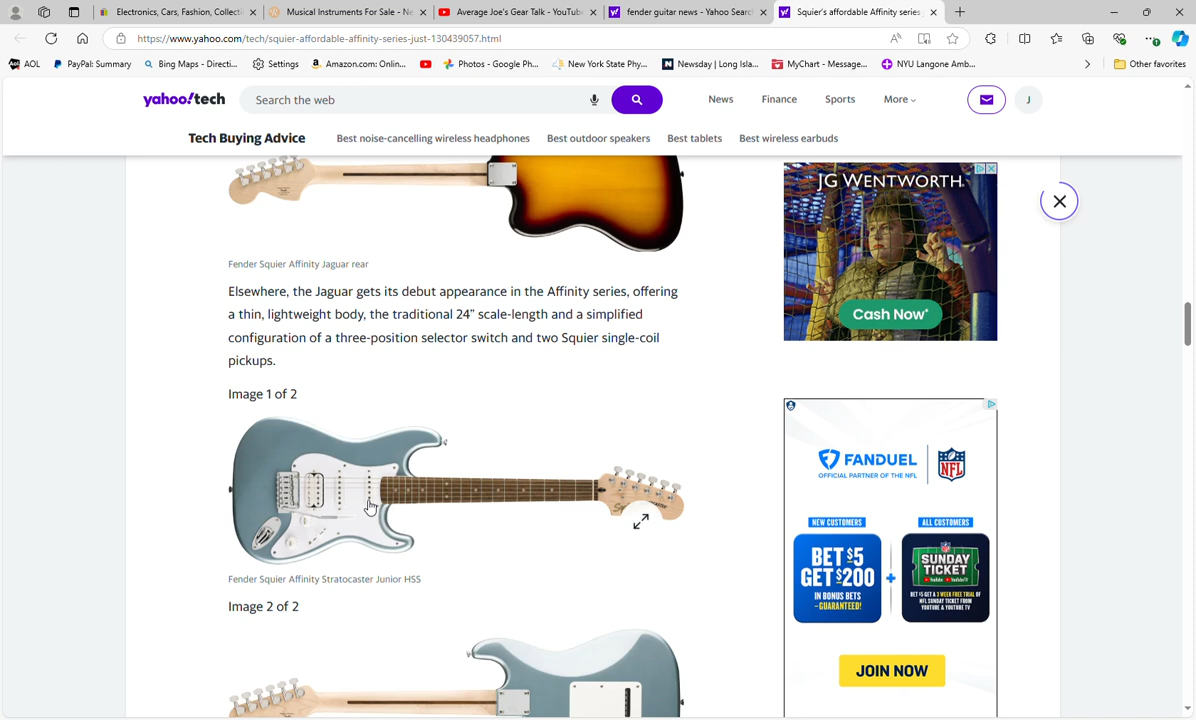 Electronics, Cars, Fashion, Collecti
Musical Instruments For Sale - Ne
Average Joe's Gear Talk - YouTube
fender guitar news - Yahoo Search
Squier's affordable Affinity series
https://www.yahoo.com/tech/squier-affordable-affinity-series-just-130439057.html
AOL
PayPal: Summary
Bing Maps - Directi...
Settings
Amazon.com: Onlin...
Photos - Google Ph...
New York State Phy...
Newsday | Long Isla...
MyChart - Message...
NYU Langone Amb...
Other favorites
yahoo!tech
Search the web
News
Finance
Sports
More
J
Tech Buying Advice
Best noise-cancelling wireless headphones
Best outdoor speakers
Best tablets
Best wireless earbuds
Fender Squier Affinity Jaguar rear
Elsewhere, the Jaguar gets its debut appearance in the Affinity series, offering
a thin, lightweight body, the traditional 24” scale-length and a simplified
configuration of a three-position selector switch and two Squier single-coil
pickups.
Image 1 of 2
Fender Squier Affinity Stratocaster Junior HSS
Image 2 of 2
JG WENTWORTH
Cash Now*
FANDUEL
OFFICIAL PARTNER OF THE NFL
NFL
NEW CUSTOMERS
BET $5
GET $200
IN BONUS BETS
–GUARANTEED!
+
ALL CUSTOMERS
SUNDAY
TICKET
BET $5 GET A 3 WEEK FREE TRIAL OF
NFL SUNDAY TICKET FROM
YOUTUBE & YOUTUBE TV
JOIN NOW